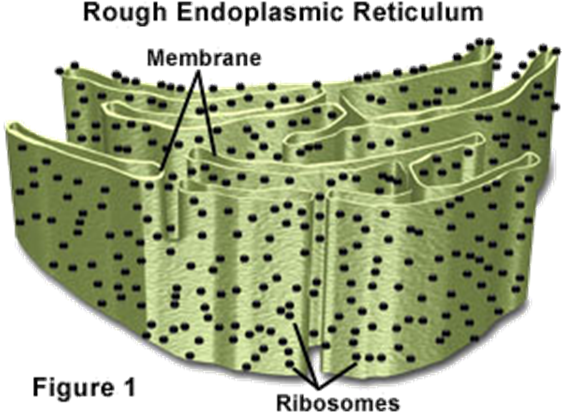 Rough Endoplasmic Reticulum
Membrane
Figure 1
Ribosomes